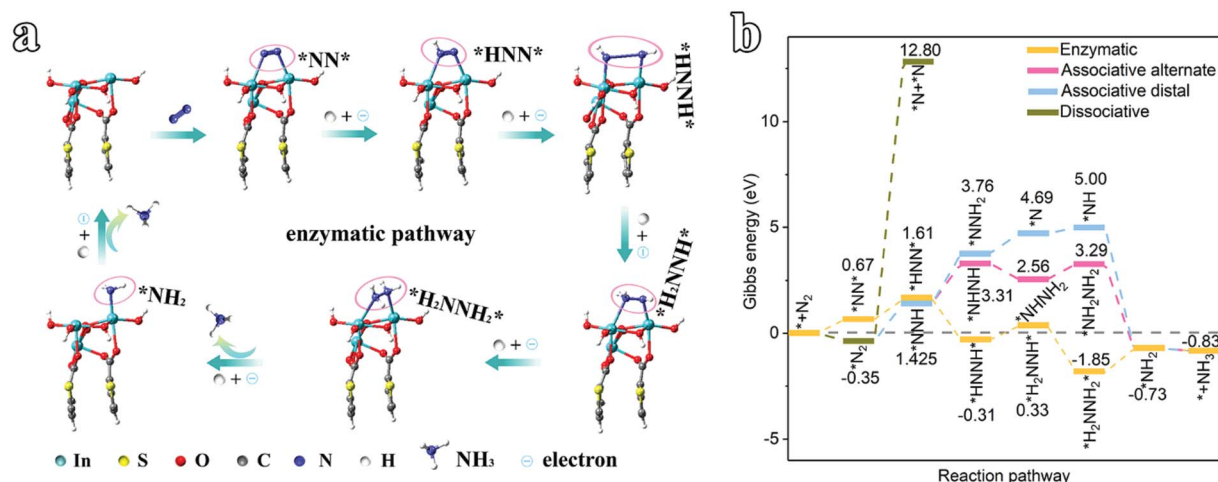 a
*NN*
*HNN*
*HNNH*
+
+
+
+
enzymatic pathway
*NH₂
*H₂NNH₂*
*H₂NNH*
+
+
In
S
O
C
N
H
NH₃
electron
b
Gibbs energy (eV)
10
5
0
-5
Enzymatic
Associative alternate
Associative distal
Dissociative
12.80
*N+*N
*+N₂
0.67
*NN*
*N₂
-0.35
1.61
*HNN*
*NNH
1.425
3.76
*NNH₂
*NHNH
3.31
*HNNH*
-0.31
4.69
*N
2.56
*NHNH₂
*H₂NNH*
0.33
5.00
*NH
3.29
*NH₂NH₂
-1.85
*H₂NNH₂*
*NH₂
-0.73
-0.83
*+NH₃
Reaction pathway